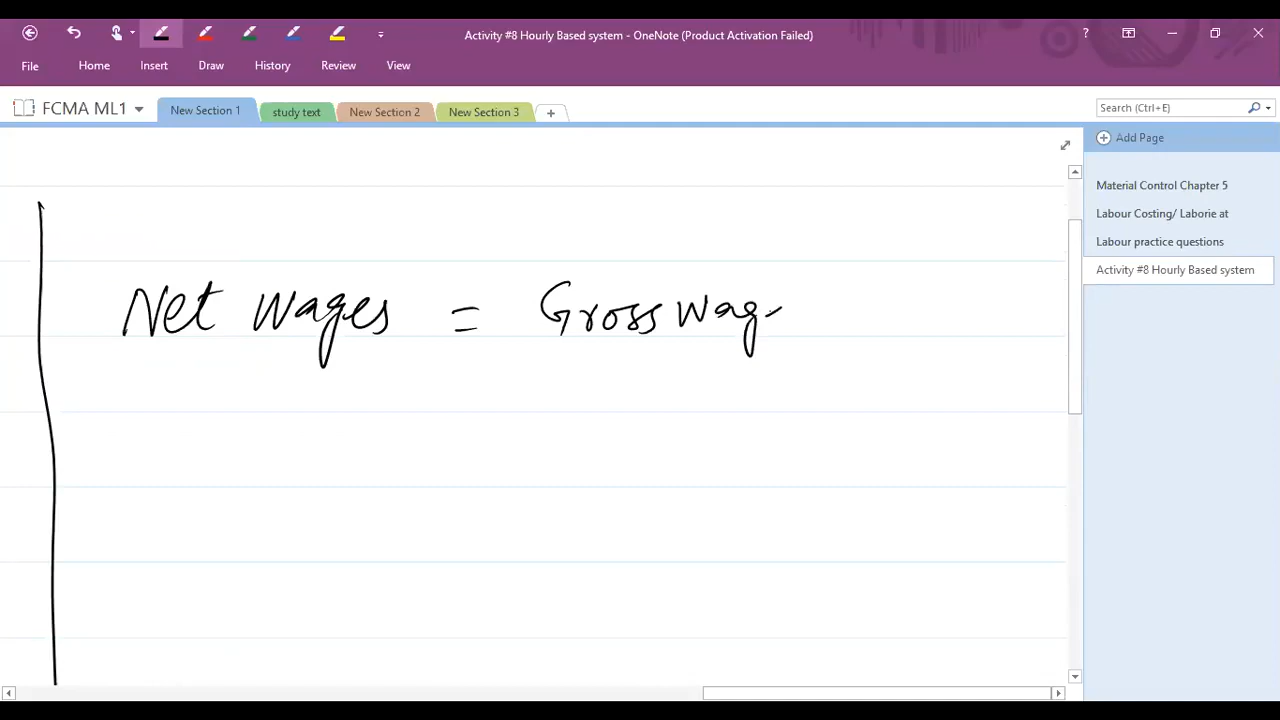 Activity #8 Hourly Based system - OneNote (Product Activation Failed)
?
File Home Insert Draw History Review View
FCMA ML1 New Section 1 study text New Section 2 New Section 3 +
Search (Ctrl+E)
Add Page
Material Control Chapter 5
Labour Costing/ Laborie at
Labour practice questions
Activity #8 Hourly Based system
Net Wages = Gross Wag